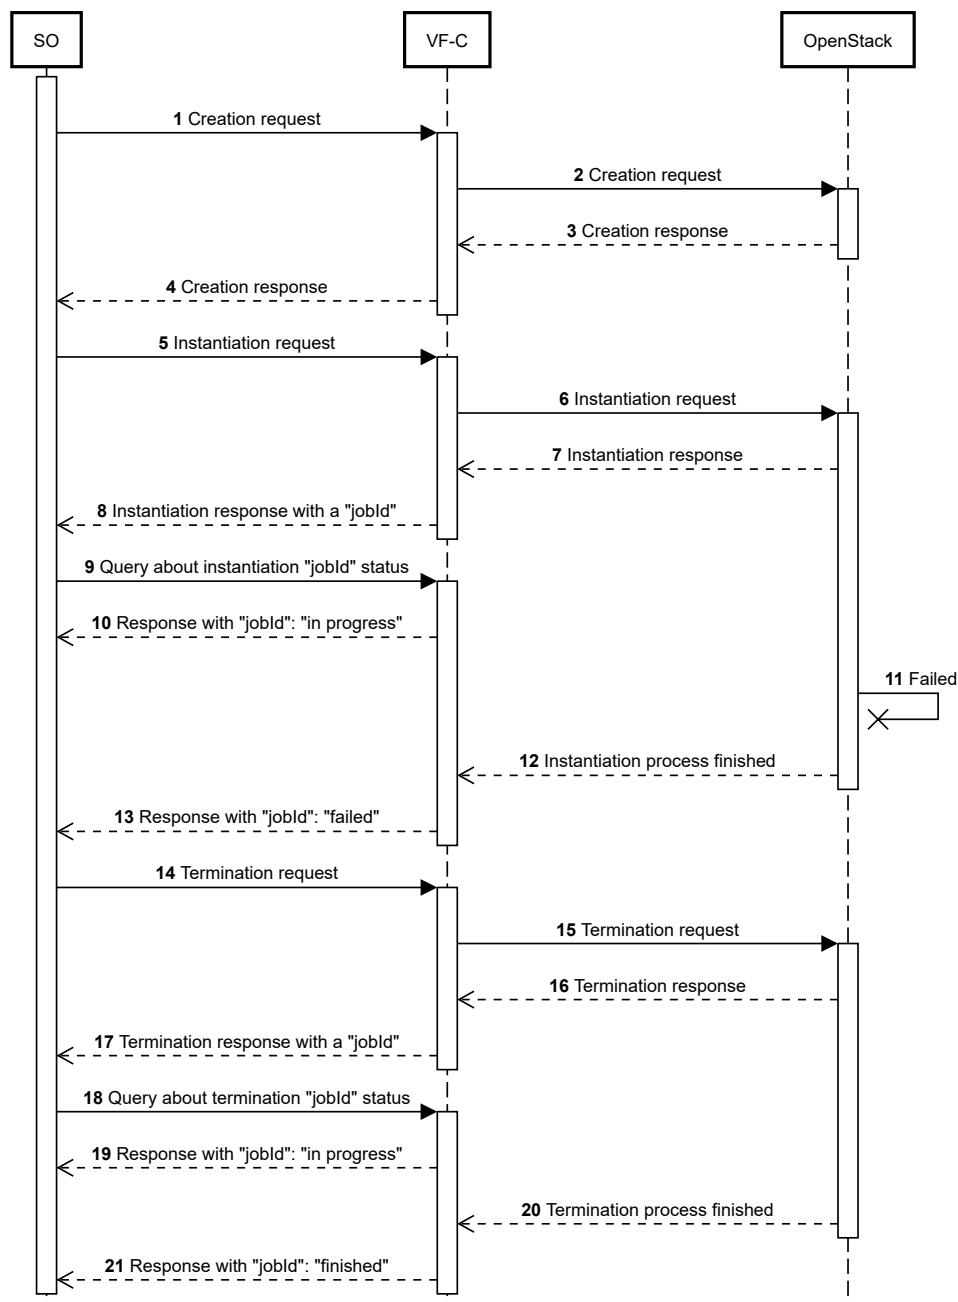 SO
VF-C
OpenStack
1 Creation request
2 Creation request
3 Creation response
4 Creation response
5 Instantiation request
6 Instantiation request
7 Instantiation response
8 Instantiation response with a "jobId"
9 Query about instantiation "jobId" status
10 Response with "jobId": "in progress"
11 Failed
12 Instantiation process finished
13 Response with "jobId": "failed"
14 Termination request
15 Termination request
16 Termination response
17 Termination response with a "jobId"
18 Query about termination "jobId" status
19 Response with "jobId": "in progress"
20 Termination process finished
21 Response with "jobId": "finished"